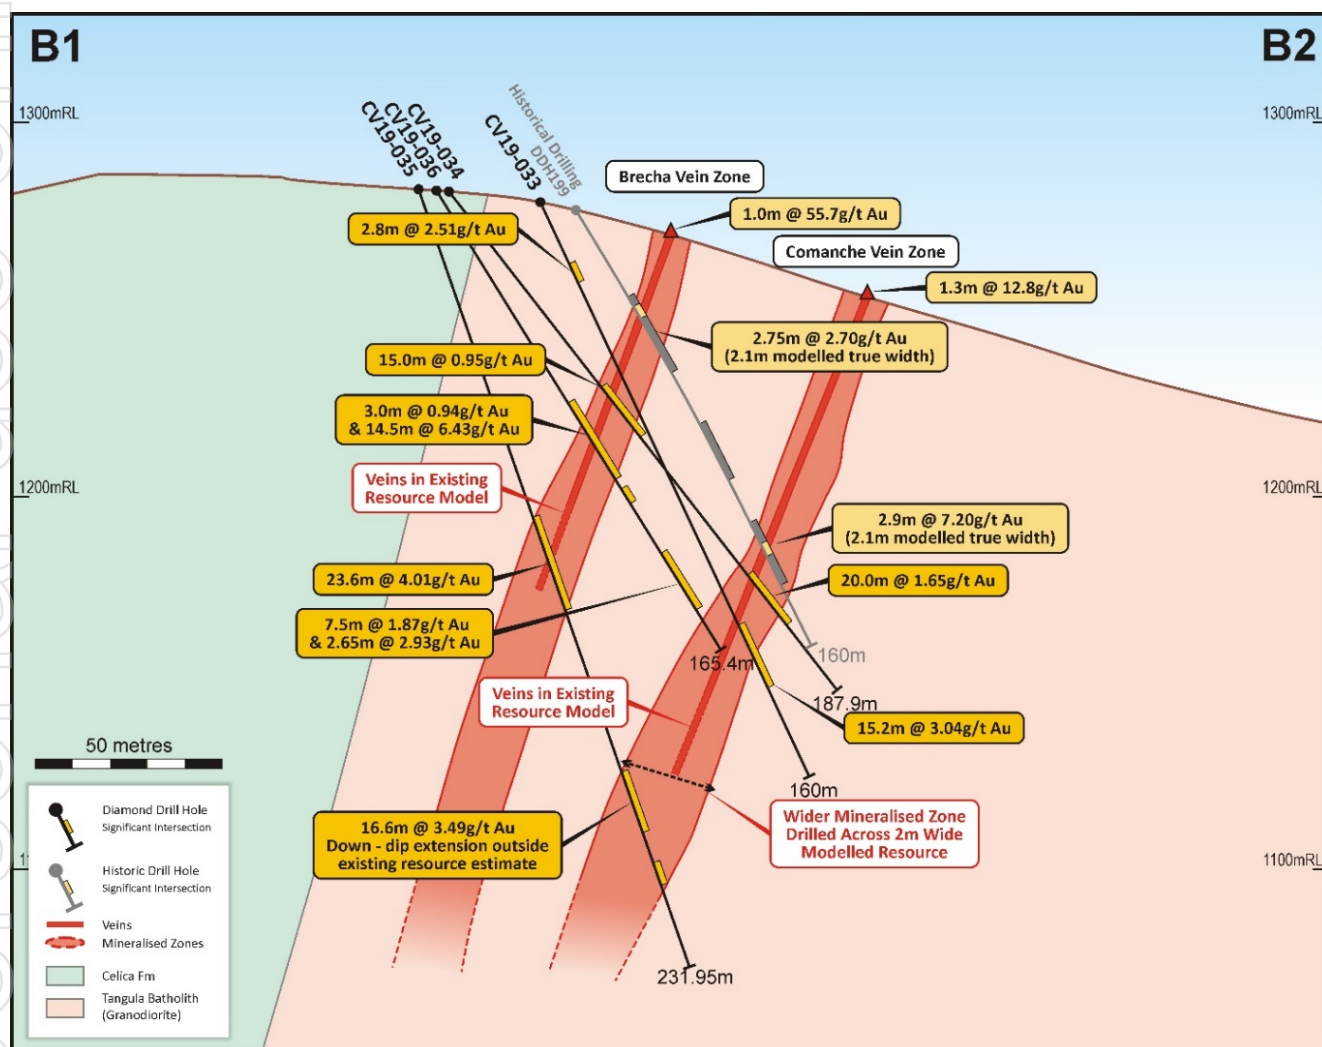 B1
B2
1300mRL
1300mRL
CV19-035
CV19-036
CV19-034
CV19-033
Historical Drilling
DDH199
Brecha Vein Zone
1.0m @ 55.7g/t Au
2.8m @ 2.51g/t Au
Comanche Vein Zone
1.3m @ 12.8g/t Au
2.75m @ 2.70g/t Au
(2.1m modelled true width)
15.0m @ 0.95g/t Au
3.0m @ 0.94g/t Au
& 14.5m @ 6.43g/t Au
Veins in Existing
Resource Model
1200mRL
1200mRL
2.9m @ 7.20g/t Au
(2.1m modelled true width)
23.6m @ 4.01g/t Au
20.0m @ 1.65g/t Au
7.5m @ 1.87g/t Au
& 2.65m @ 2.93g/t Au
165.4m
160m
Veins in Existing
Resource Model
187.9m
15.2m @ 3.04g/t Au
50 metres
160m
Wider Mineralised Zone
Drilled Across 2m Wide
Modelled Resource
16.6m @ 3.49g/t Au
Down - dip extension outside
existing resource estimate
1100mRL
231.95m
Diamond Drill Hole
Significant Intersection
Historic Drill Hole
Significant Intersection
Veins
Mineralised Zones
Celica Fm
Tangula Batholith
(Granodiorite)